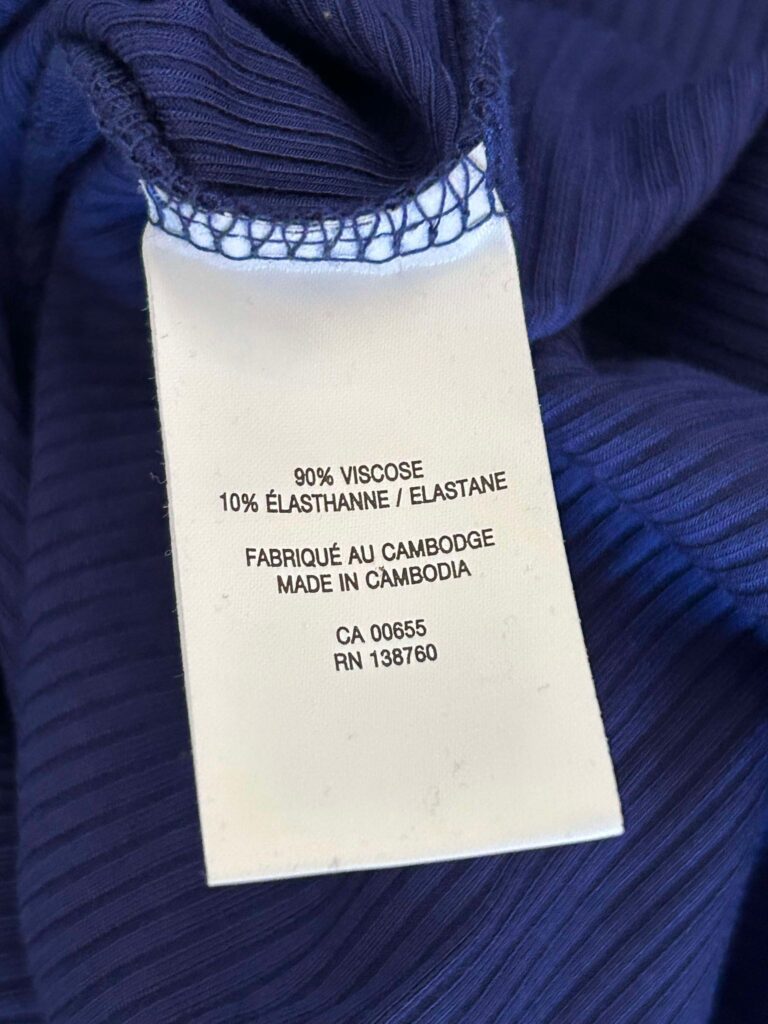 90% VISCOSE
10% ÉLASTHANNE / ELASTANE
FABRIQUÉ AU CAMBODGE
MADE IN CAMBODIA
CA 00655
RN 138760